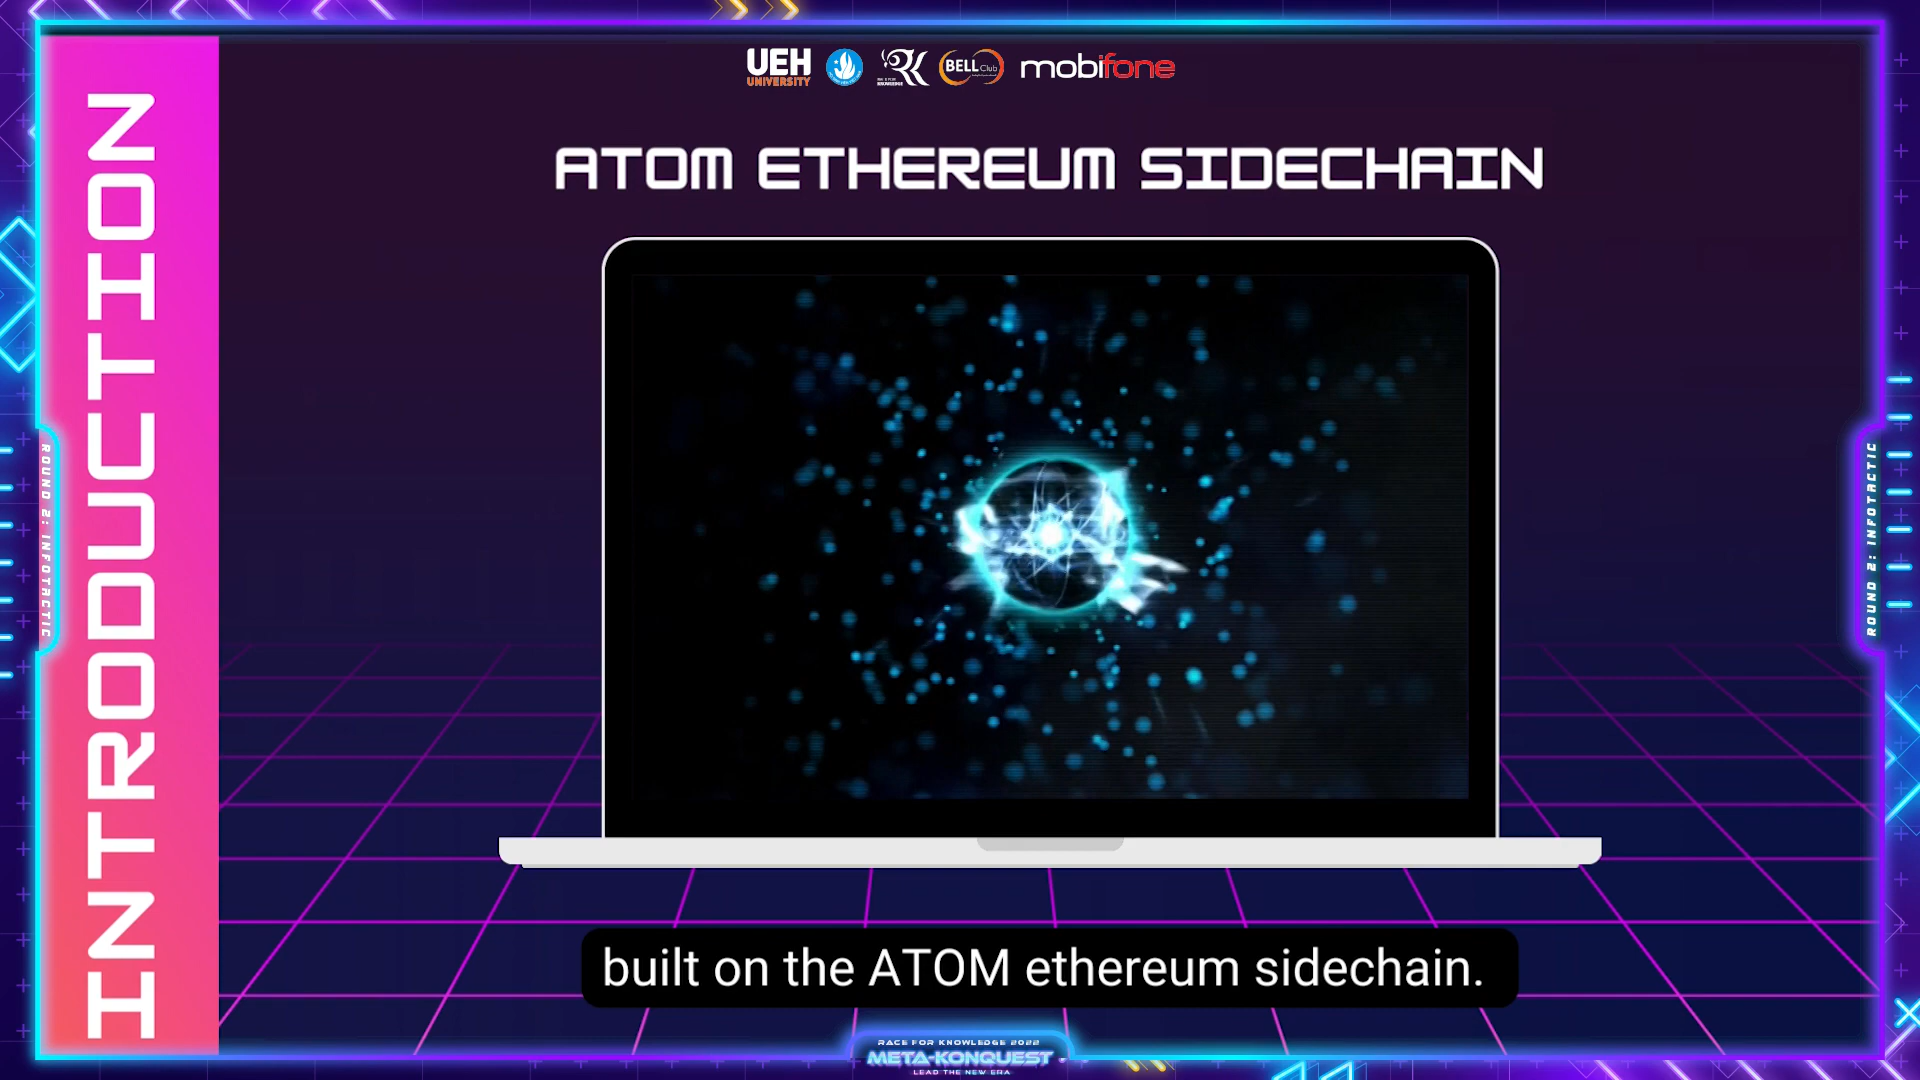 UEH
UNIVERSITY
BELL Club
mobifone
ATOM ETHEREUM SIDECHAIN
INTRODUCTION
ROUND 2: INFOTACTIC
ROUND 2: INFOTACTIC
built on the ATOM ethereum sidechain.
RACE FOR KNOWLEDGE 2022
META-KONQUEST
LEAD THE NEW ERA